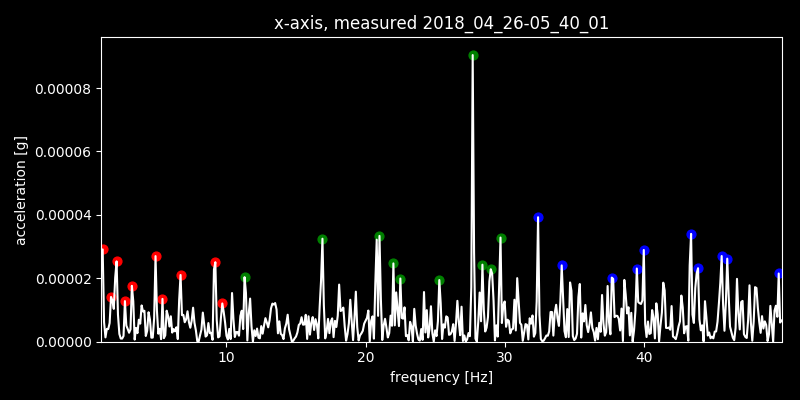 x-axis, measured 2018_04_26-05_40_01
acceleration [g]
0.00008
0.00006
0.00004
0.00002
0.00000
10 20 30 40
frequency [Hz]